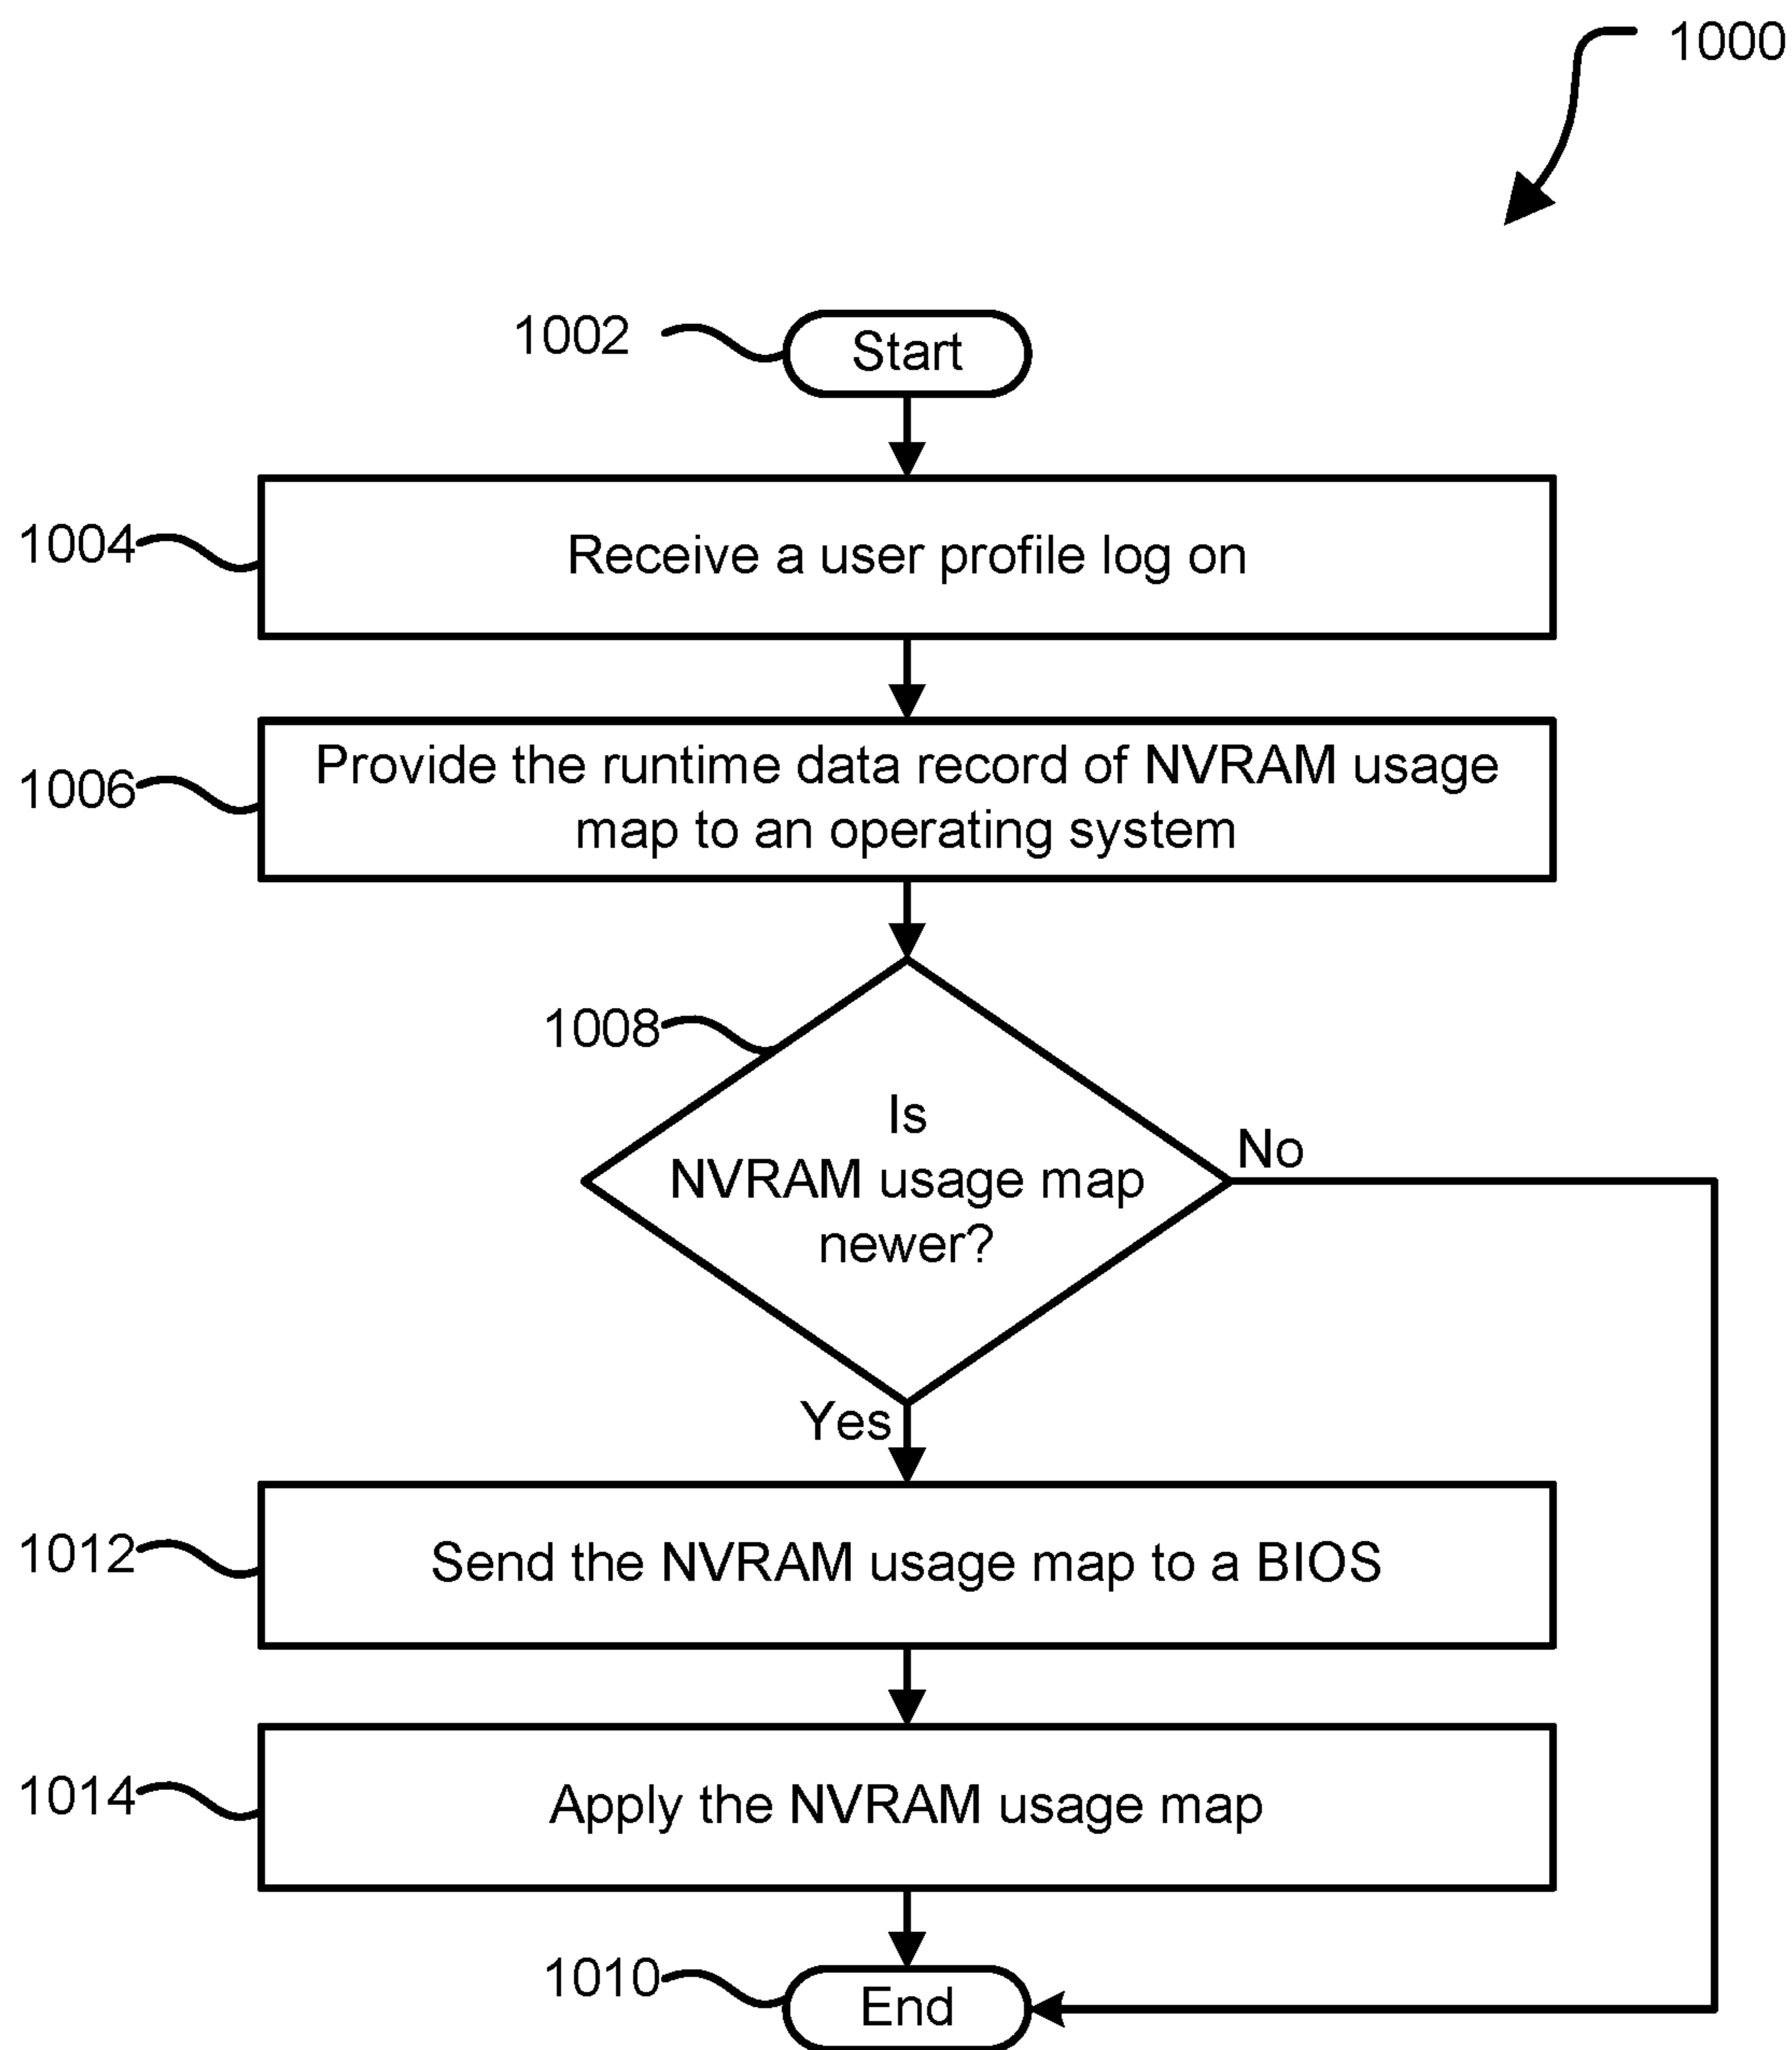 1000
1002
Start
1004
Receive a user profile log on
1006
Provide the runtime data record of NVRAM usage
map to an operating system
1008
Is
NVRAM usage map
newer?
No
Yes
1012
Send the NVRAM usage map to a BIOS
1014
Apply the NVRAM usage map
1010
End